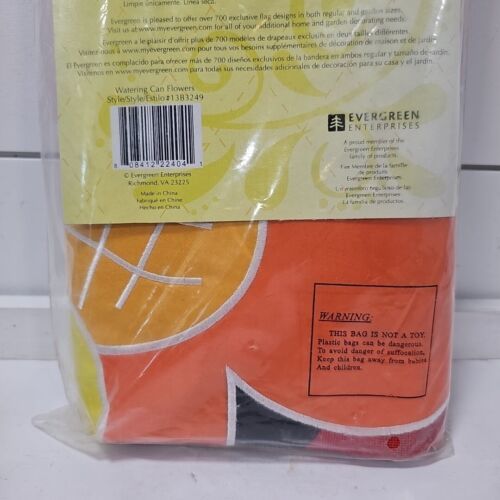 Limpie únicamente. Línea seca.
Evergreen is pleased to offer over 700 exclusive flag designs in both regular and garden sizes.
Visit us at www.myevergreen.com for all of your additional home and garden decorating needs.
Evergreen a le plaisir d'offrir plus de 700 modèles de drapeaux exclusifs en deux tailles différentes.
Visitez-nous à www.myevergreen.com pour tous vos besoins supplémentaires de décoration de maison et de jardin.
El Evergreen es complacido para ofrecer más de 700 diseños exclusivos de la bandera en ambos regular y tamaño de jardín.
Visítenos en www.myevergreen.com para todas sus necesidades adicionales de decoración para su casa y el jardín.
Watering Can Flowers
Style/Style/Estilo#13B3249
8 08412 22404 1
© Evergreen Enterprises
Richmond, VA 23225
Made in China
Fabriqué en Chine
Hecho en China
EVERGREEN
ENTERPRISES
A proud member of the
Evergreen Enterprises
family of products.
Fier Membre de la famille
de produits
Evergreen Enterprises.
Un miembro orgulloso de las
Evergreen Enterprises
La familia de productos.
WARNING:
THIS BAG IS NOT A TOY.
Plastic bags can be dangerous.
To avoid danger of suffocation,
Keep this bag away from babies
And children.